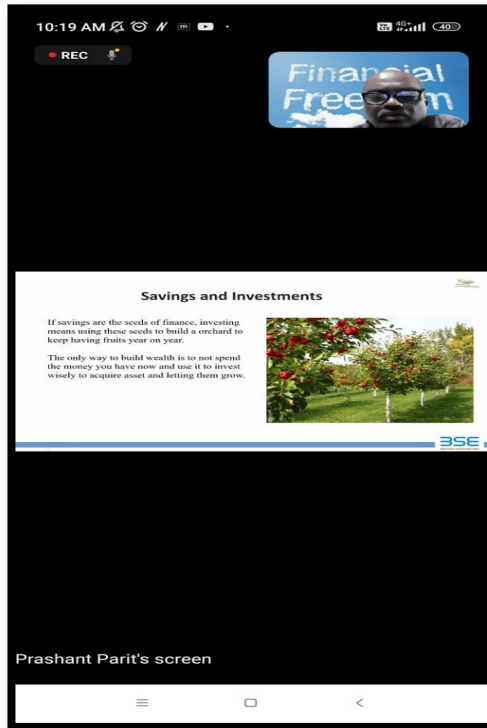 10:19 AM
4G+
40
REC
Financial
Freedom
Savings and Investments
If savings are the seeds of finance, investing
means using these seeds to build a orchard to
keep having fruits year on year.
The only way to build wealth is to not spend
the money you have now and use it to invest
wisely to acquire asset and letting them grow.
BSE
Prashant Parit's screen